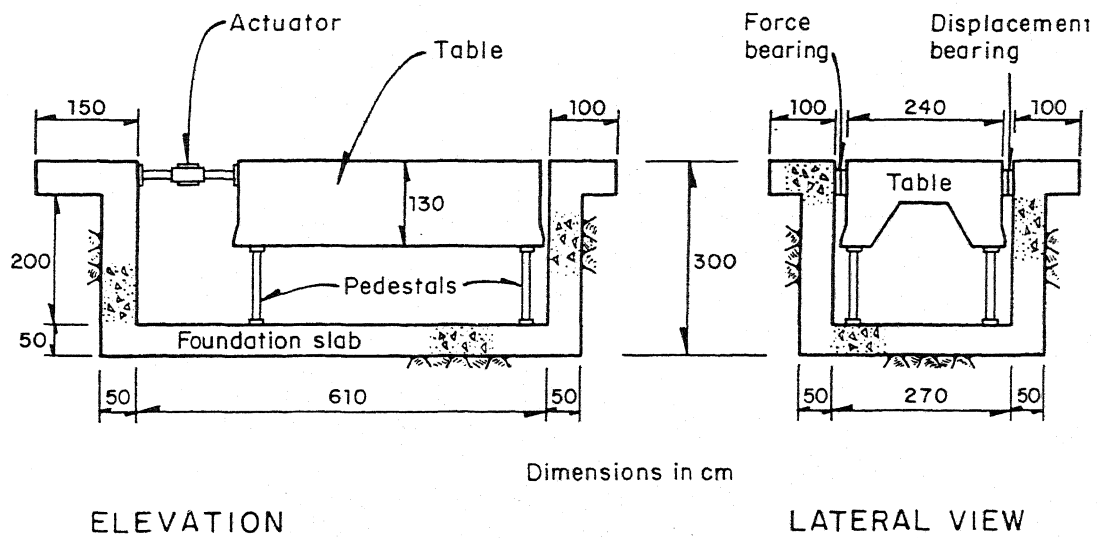 Actuator
Table
Force
bearing
Displacement
bearing
150
100
100
240
100
Table
130
200
300
Pedestals
50
Foundation slab
50
610
50
50
270
50
Dimensions in cm
ELEVATION
LATERAL VIEW